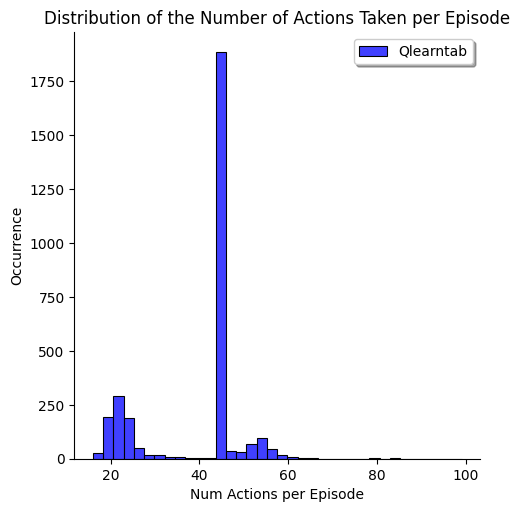 Distribution of the Number of Actions Taken per Episode
Qlearntab
1750
1500
1250
1000
750
500
250
0
Occurrence
20 40 60 80 100
Num Actions per Episode